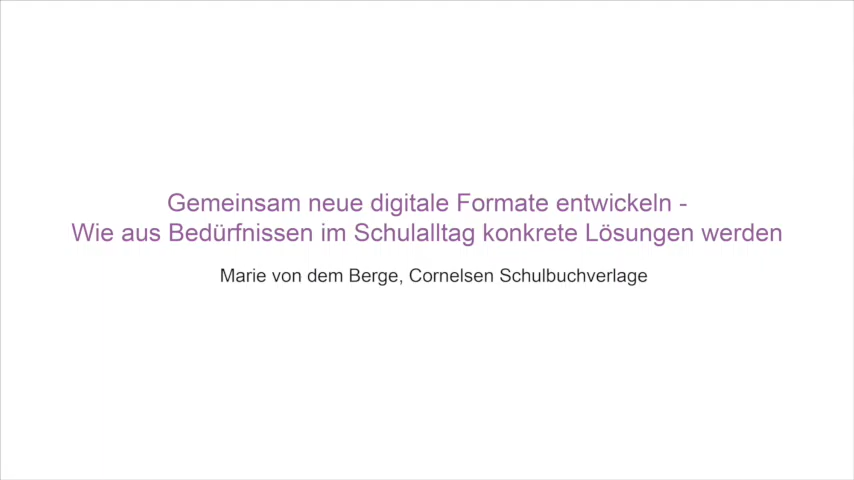 Gemeinsam neue digitale Formate entwickeln -
Wie aus Bedürfnissen im Schulalltag konkrete Lösungen werden
Marie von dem Berge, Cornelsen Schulbuchverlage